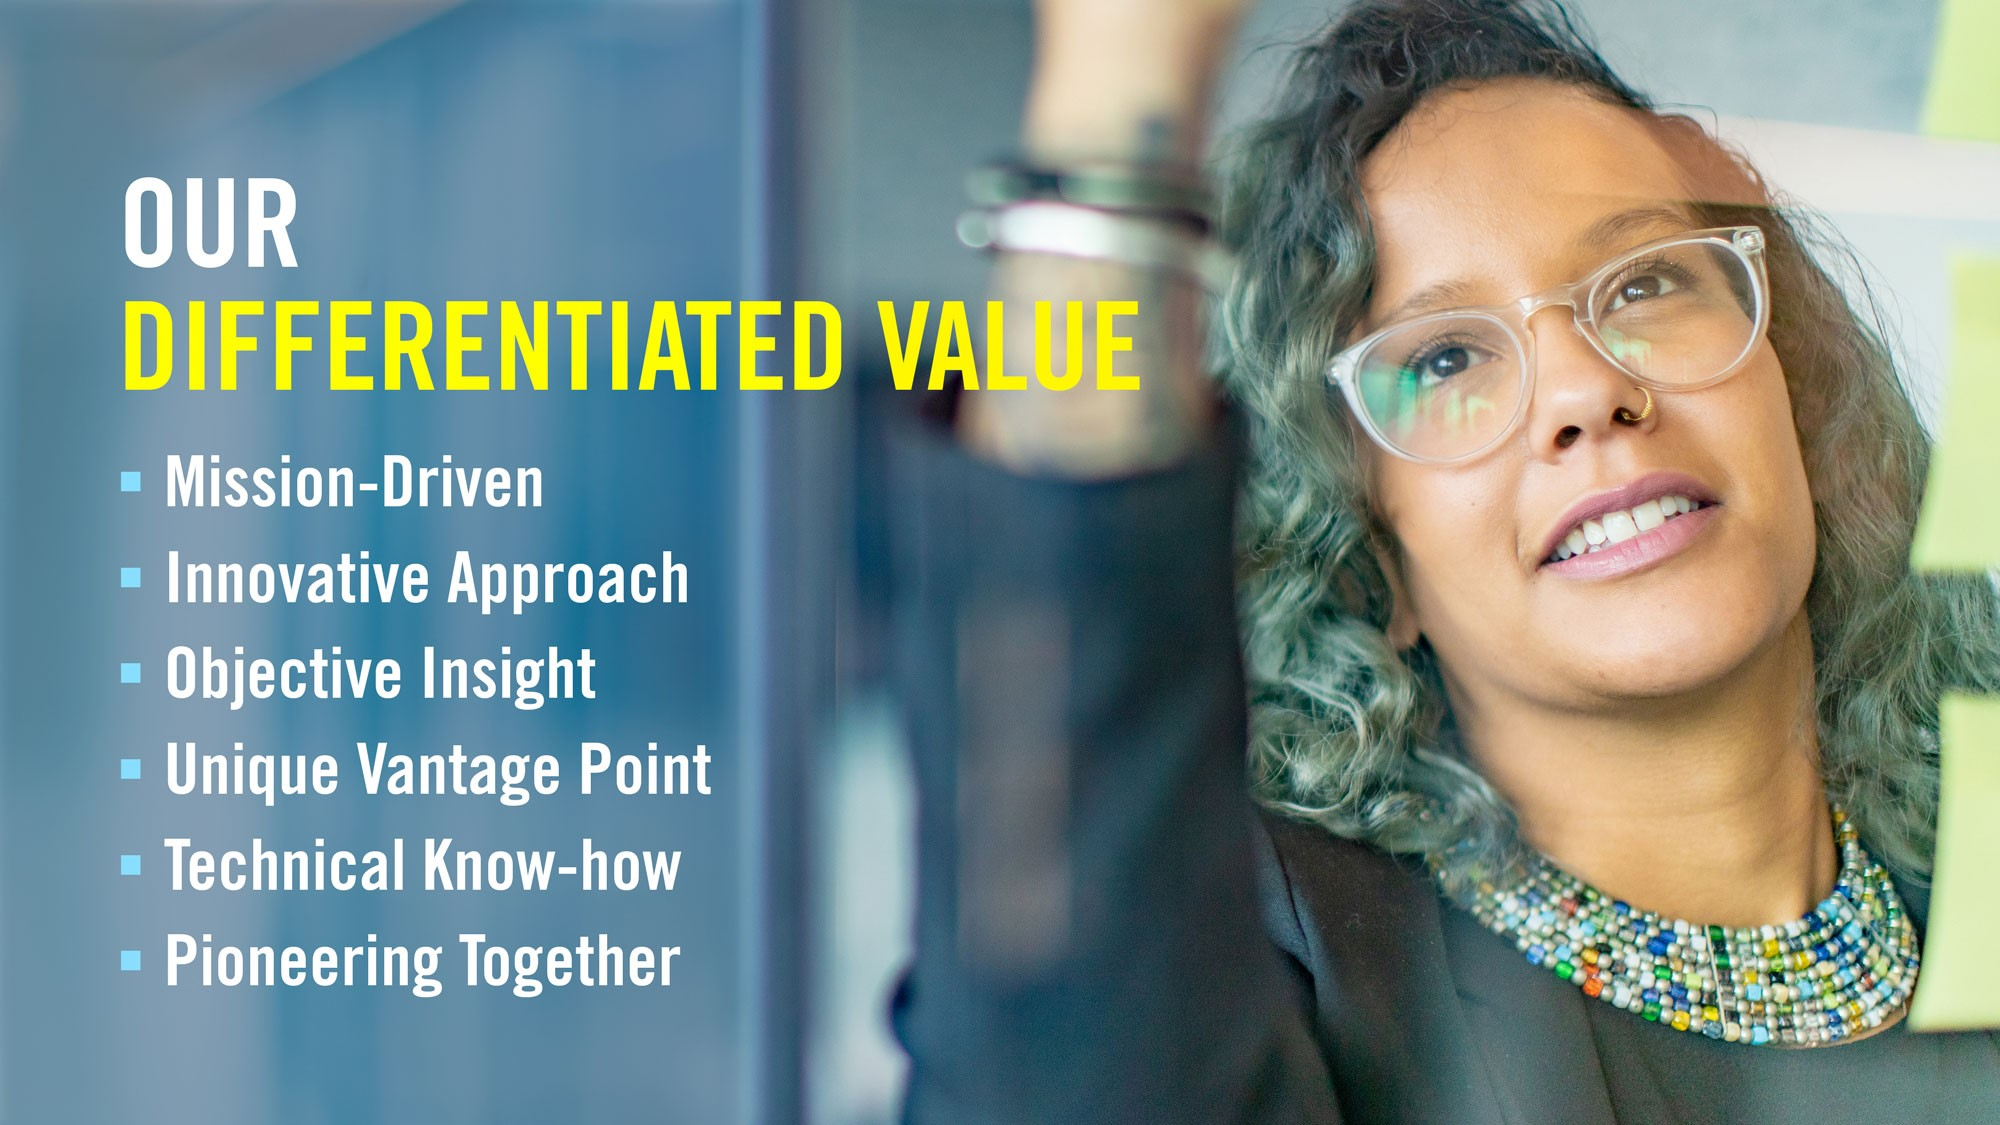 OUR
DIFFERENTIATED VALUE
Mission-Driven
Innovative Approach
Objective Insight
Unique Vantage Point
Technical Know-how
Pioneering Together